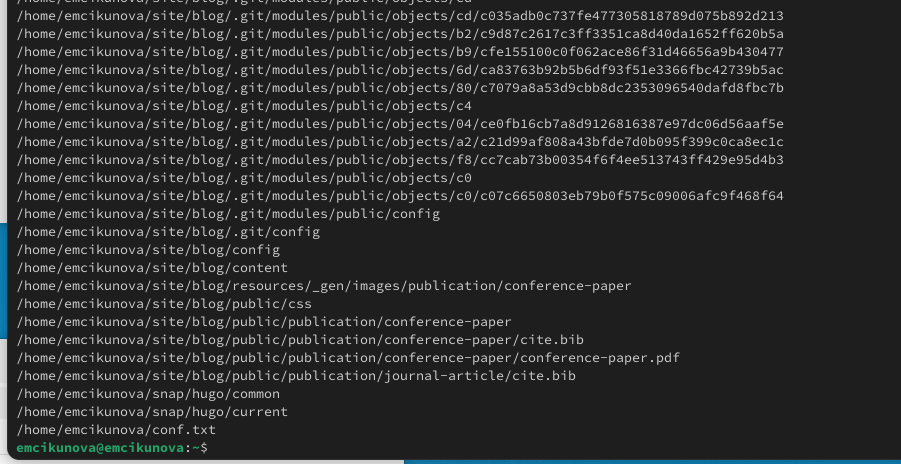 /home/emcikunova/site/blog/.git/modules/public/objects/cd
/home/emcikunova/site/blog/.git/modules/public/objects/cd/c035adb0c737fe477305818789d075b892d213
/home/emcikunova/site/blog/.git/modules/public/objects/b2/c9d87c2617c3ff3351ca8d40da1652ff620b5a
/home/emcikunova/site/blog/.git/modules/public/objects/b9/cfe155100c0f062ace86f31d46656a9b430477
/home/emcikunova/site/blog/.git/modules/public/objects/6d/ca83763b92b5b6df93f51e3366fbc42739b5ac
/home/emcikunova/site/blog/.git/modules/public/objects/80/c7079a8a53d9cbb8dc2353096540dafd8fbc7b
/home/emcikunova/site/blog/.git/modules/public/objects/c4
/home/emcikunova/site/blog/.git/modules/public/objects/04/ce0fb16cb7a8d9126816387e97dc06d56aaf5e
/home/emcikunova/site/blog/.git/modules/public/objects/a2/c21d99af808a43bfde7d0b095f399c0ca8ec1c
/home/emcikunova/site/blog/.git/modules/public/objects/f8/cc7cab73b00354f6f4ee513743ff429e95d4b3
/home/emcikunova/site/blog/.git/modules/public/objects/c0
/home/emcikunova/site/blog/.git/modules/public/objects/c0/c07c6650803eb79b0f575c09006afc9f468f64
/home/emcikunova/site/blog/.git/modules/public/config
/home/emcikunova/site/blog/.git/config
/home/emcikunova/site/blog/config
/home/emcikunova/site/blog/content
/home/emcikunova/site/blog/resources/_gen/images/publication/conference-paper
/home/emcikunova/site/blog/public/css
/home/emcikunova/site/blog/public/publication/conference-paper
/home/emcikunova/site/blog/public/publication/conference-paper/cite.bib
/home/emcikunova/site/blog/public/publication/conference-paper/conference-paper.pdf
/home/emcikunova/site/blog/public/publication/journal-article/cite.bib
/home/emcikunova/snap/hugo/common
/home/emcikunova/snap/hugo/current
/home/emcikunova/conf.txt
emcikunova@emcikunova:~$